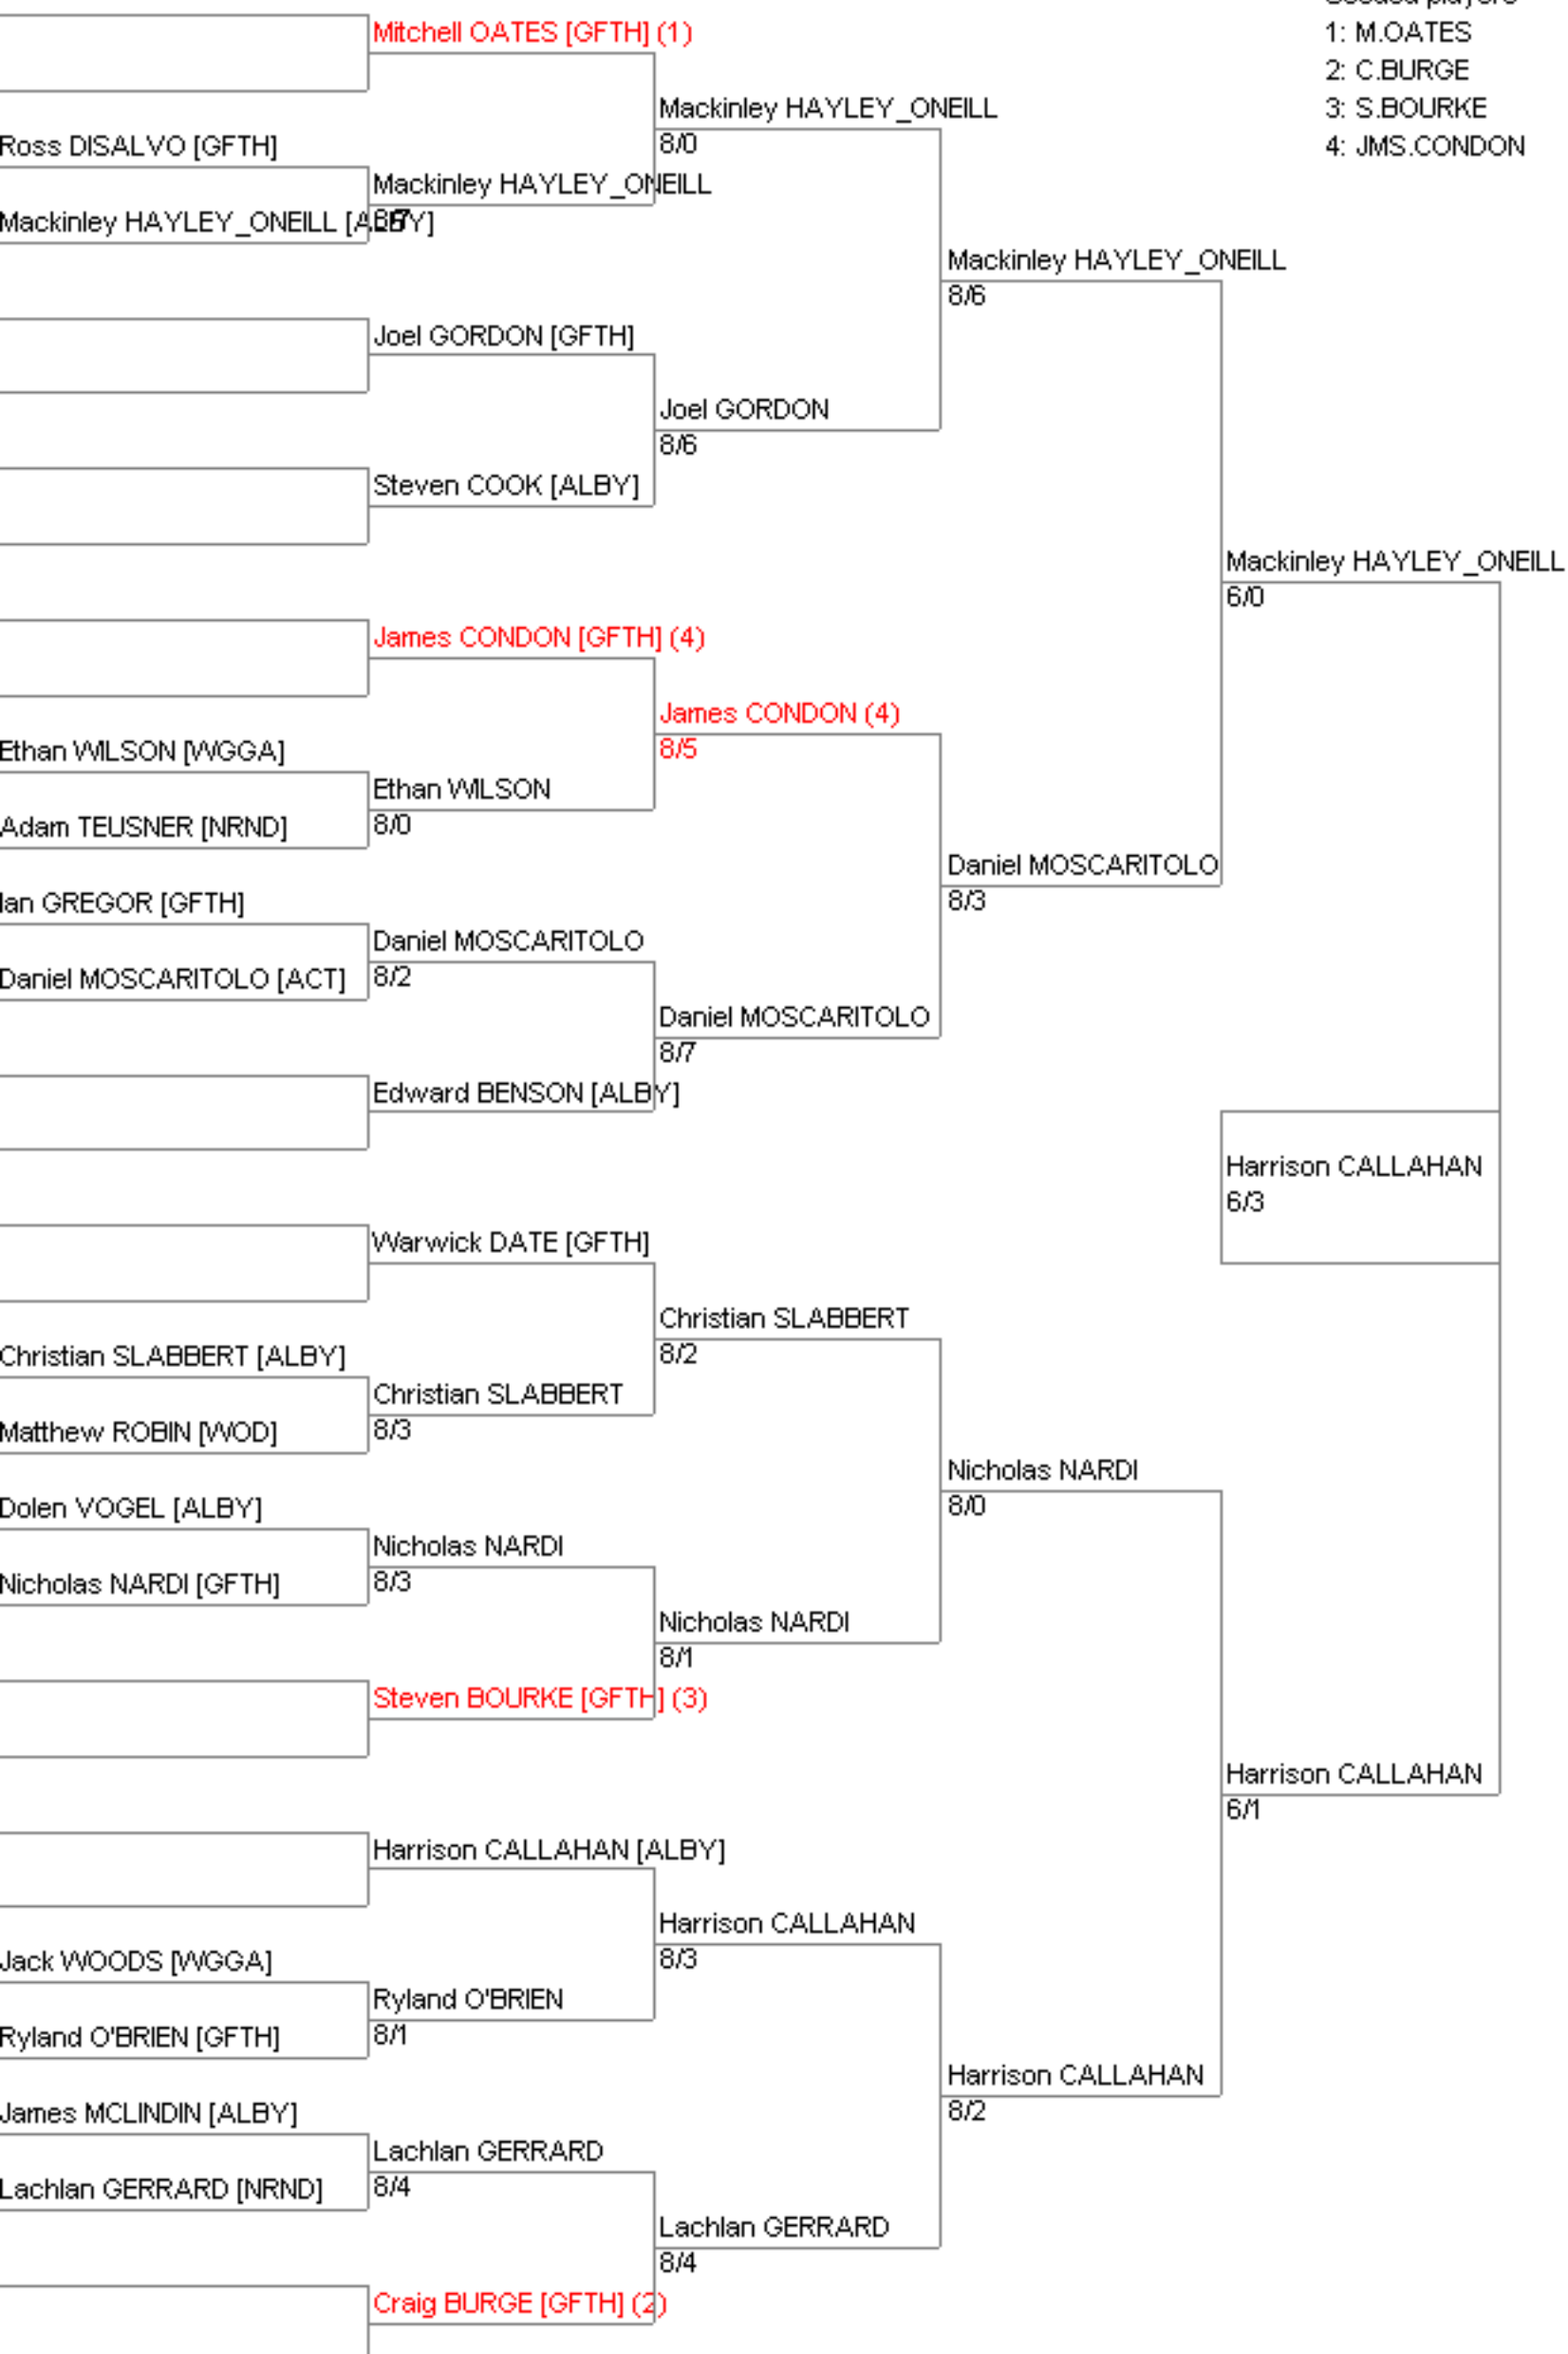 Seeded players
1: M.OATES
2: C.BURGE
3: S.BOURKE
4: JMS.CONDON
Ross DISALVO [GFTH]
Mackinley HAYLEY_ONEILL [ALBY]
Ethan WILSON [WGGA]
Adam TEUSNER [NRND]
Ian GREGOR [GFTH]
Daniel MOSCARITOLO [ACT]
Christian SLABBERT [ALBY]
Matthew ROBIN [WOD]
Dolen VOGEL [ALBY]
Nicholas NARDI [GFTH]
Jack WOODS [WGGA]
Ryland O'BRIEN [GFTH]
James MCLINDIN [ALBY]
Lachlan GERRARD [NRND]
Mitchell OATES [GFTH] (1)
Mackinley HAYLEY_ONEILL
Joel GORDON [GFTH]
Steven COOK [ALBY]
James CONDON [GFTH] (4)
Ethan WILSON
8/0
Daniel MOSCARITOLO
8/2
Edward BENSON [ALBY]
Warwick DATE [GFTH]
Christian SLABBERT
8/3
Nicholas NARDI
8/3
Steven BOURKE [GFTH] (3)
Harrison CALLAHAN [ALBY]
Ryland O'BRIEN
8/1
Lachlan GERRARD
8/4
Craig BURGE [GFTH] (2)
Mackinley HAYLEY_ONEILL
8/0
Joel GORDON
8/6
James CONDON (4)
8/5
Daniel MOSCARITOLO
8/7
Christian SLABBERT
8/2
Nicholas NARDI
8/1
Harrison CALLAHAN
8/3
Lachlan GERRARD
8/4
Mackinley HAYLEY_ONEILL
8/6
Daniel MOSCARITOLO
8/3
Nicholas NARDI
8/0
Harrison CALLAHAN
8/2
Mackinley HAYLEY_ONEILL
6/0
Harrison CALLAHAN
6/3
Harrison CALLAHAN
6/1